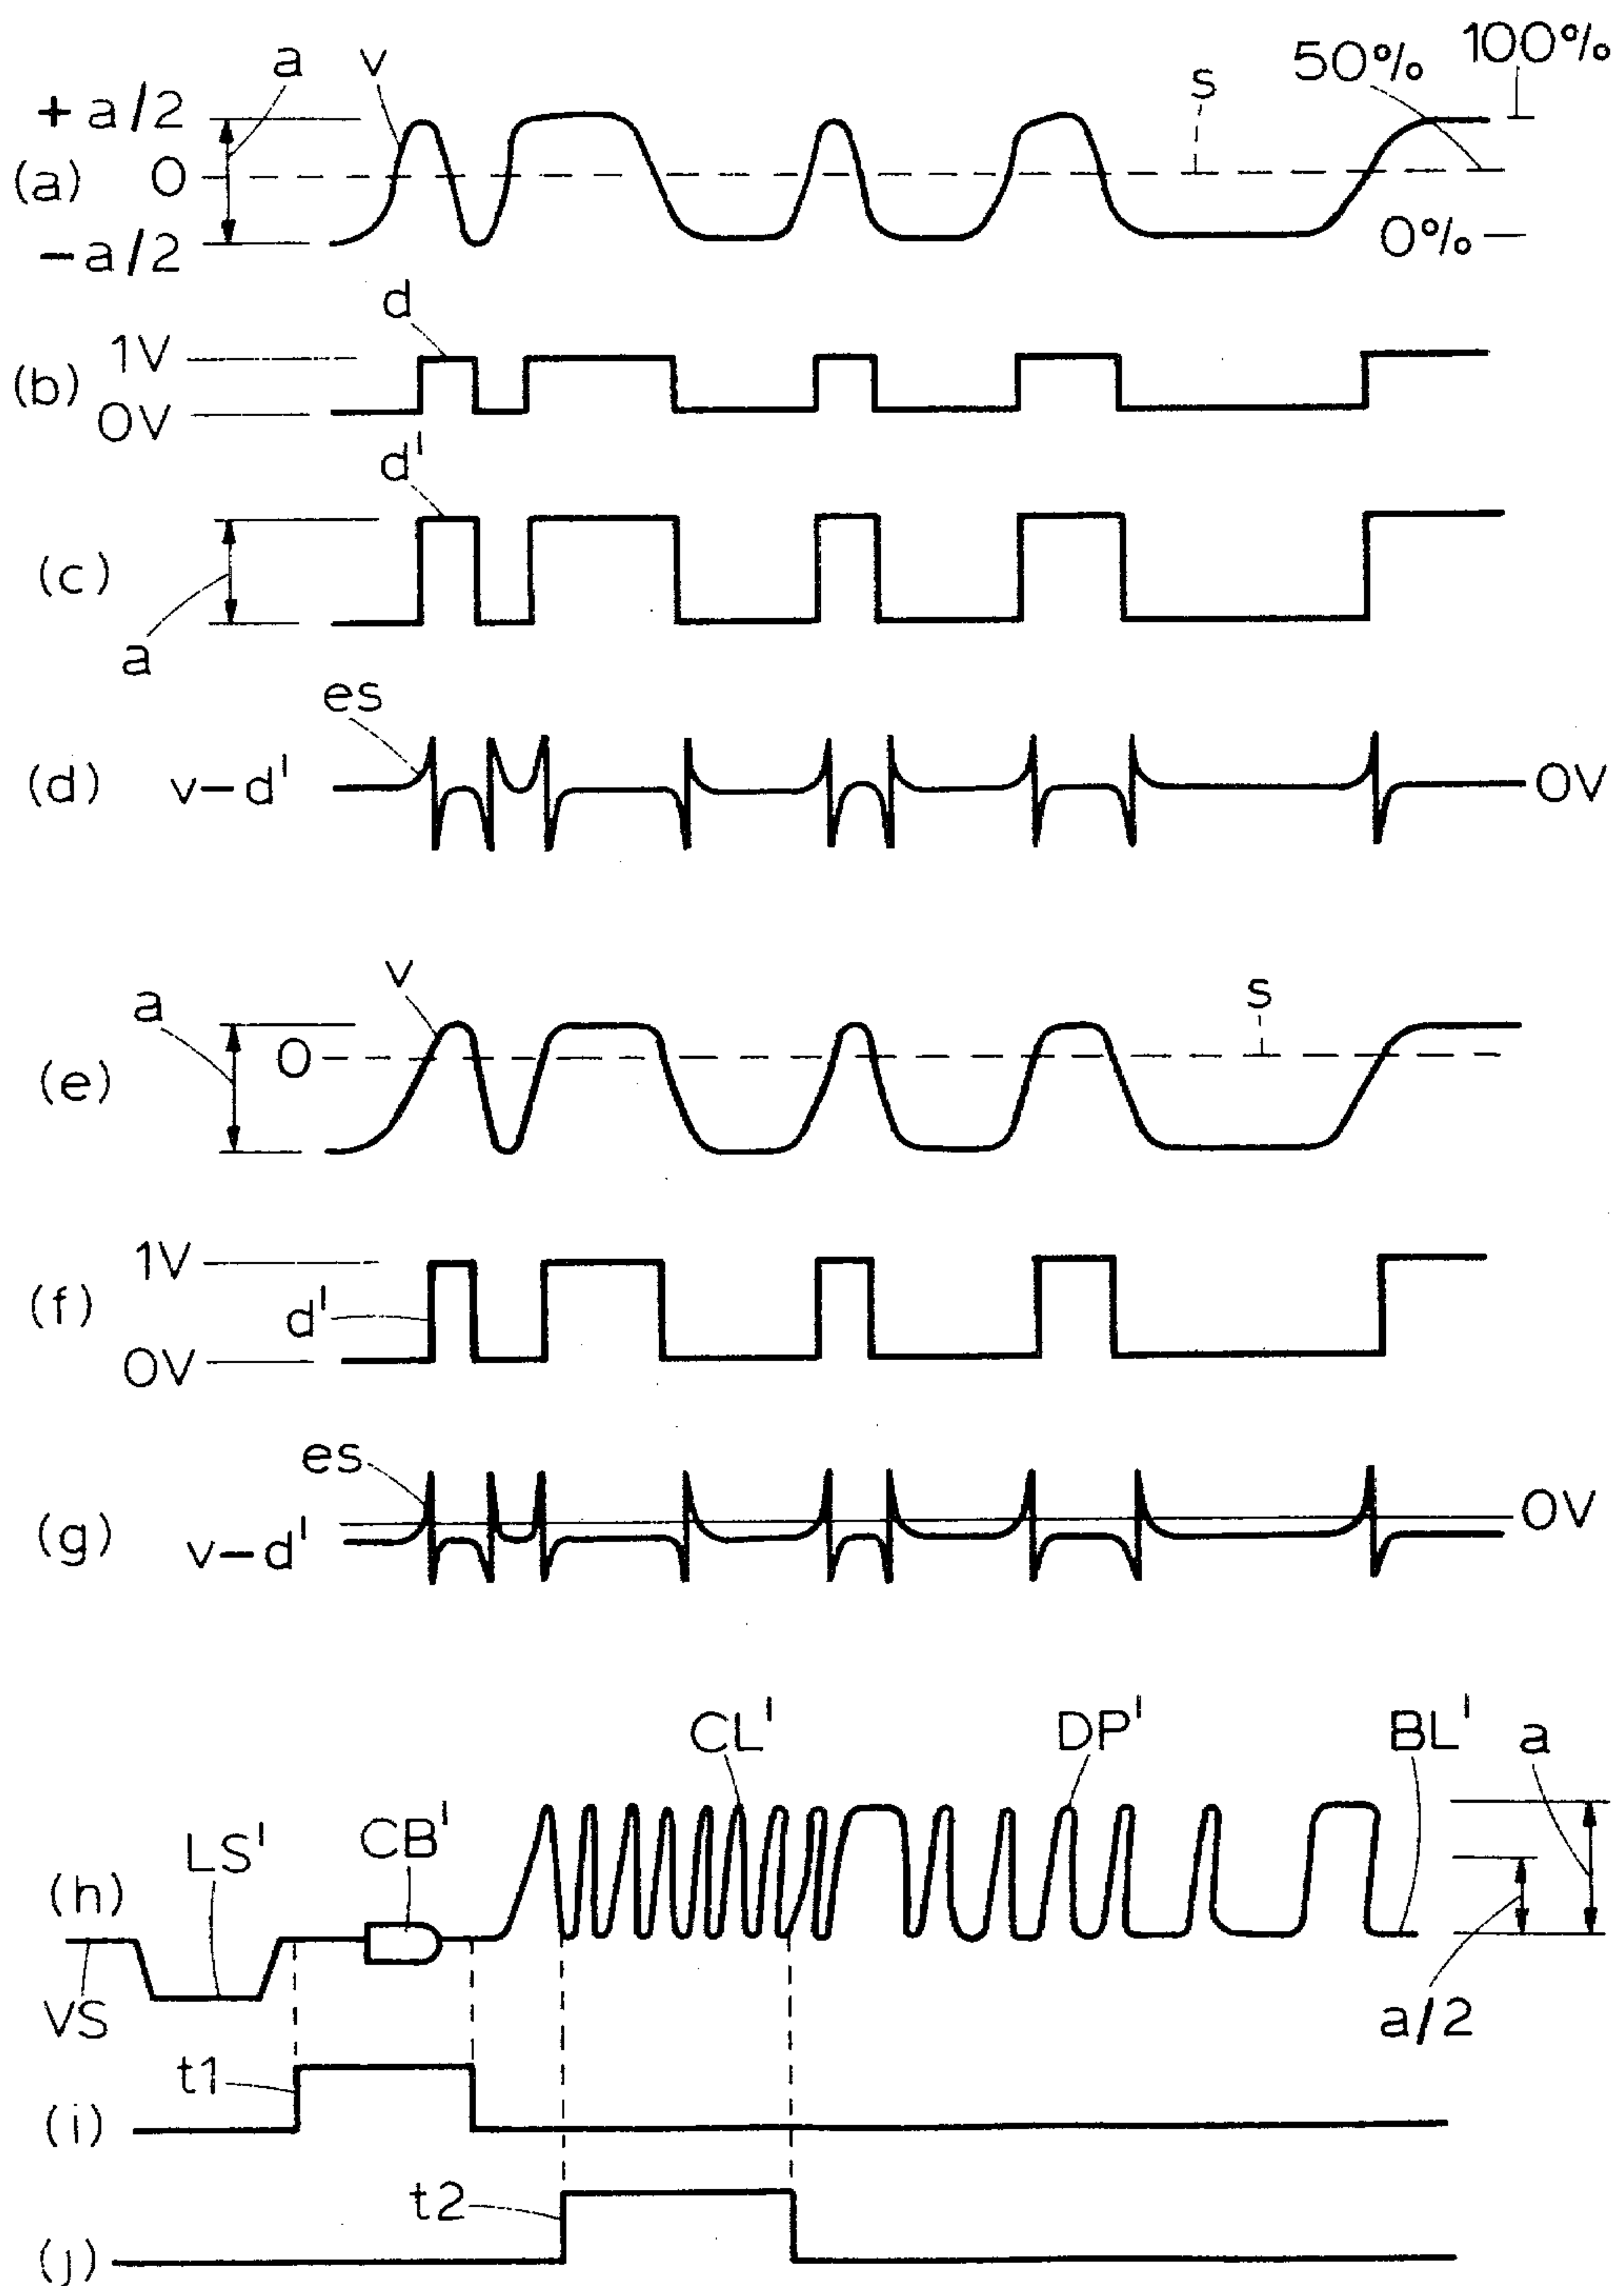 a v s 50% 100%
+ a/2
(a) 0
-a/2 0%
d
1V
(b)
0V
d'
(c)
a
es
(d) v-d' 0V
v s
a
0
(e)
1V
(f) d'
0V
es
(g) v-d' 0V
CL' DP' BL' a
LS' CB'
(h)
VS a/2
t1
(i)
t2
(j)